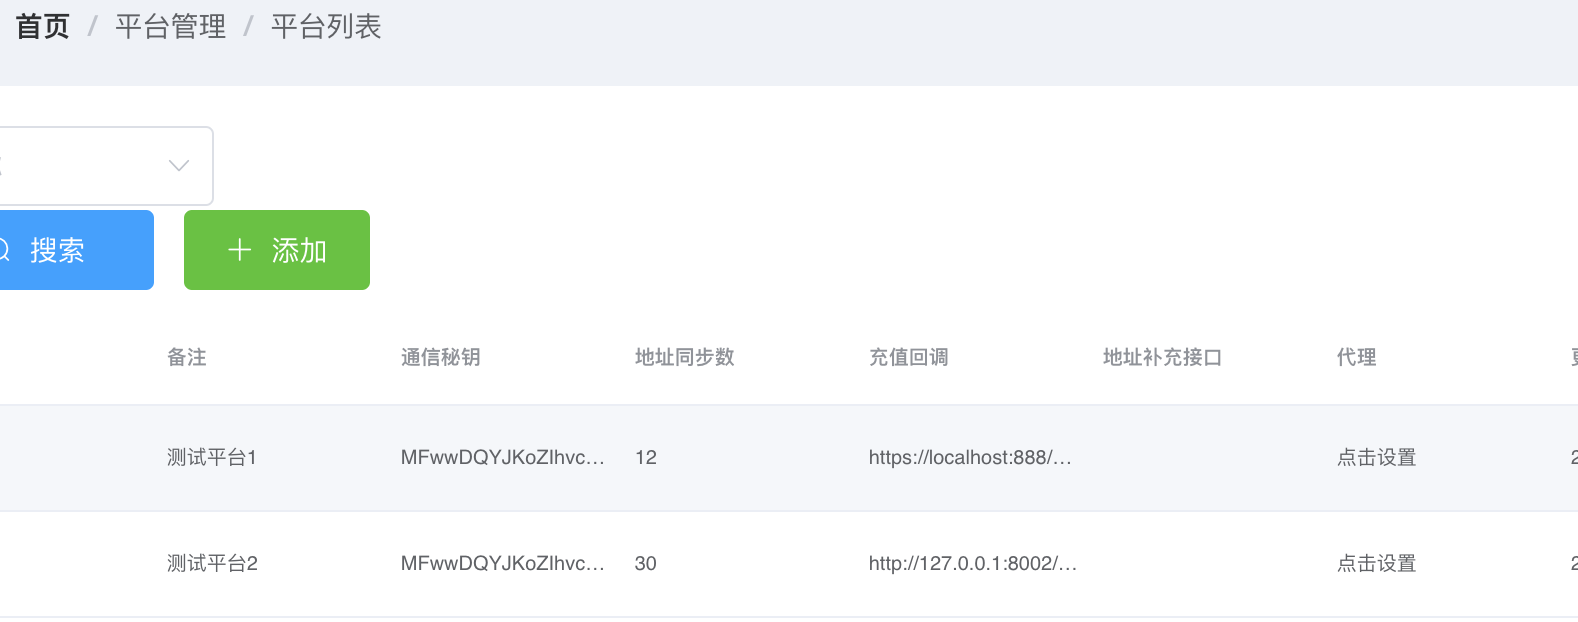 首页 / 平台管理 / 平台列表
搜索 添加
备注 通信秘钥 地址同步数 充值回调 地址补充接口 代理
测试平台1 MFwwDQYJKoZIhvc... 12 https://localhost:888/... 点击设置
测试平台2 MFwwDQYJKoZIhvc... 30 http://127.0.0.1:8002/... 点击设置